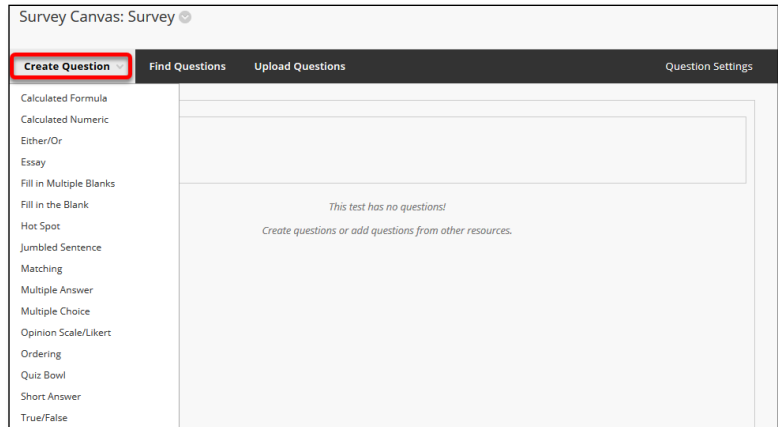 Survey Canvas: Survey
Create Question Find Questions Upload Questions Question Settings
Calculated Formula
Calculated Numeric
Either/Or
Essay
Fill in Multiple Blanks
Fill in the Blank
Hot Spot
Jumbled Sentence
Matching
Multiple Answer
Multiple Choice
Opinion Scale/Likert
Ordering
Quiz Bowl
Short Answer
True/False
This test has no questions!
Create questions or add questions from other resources.